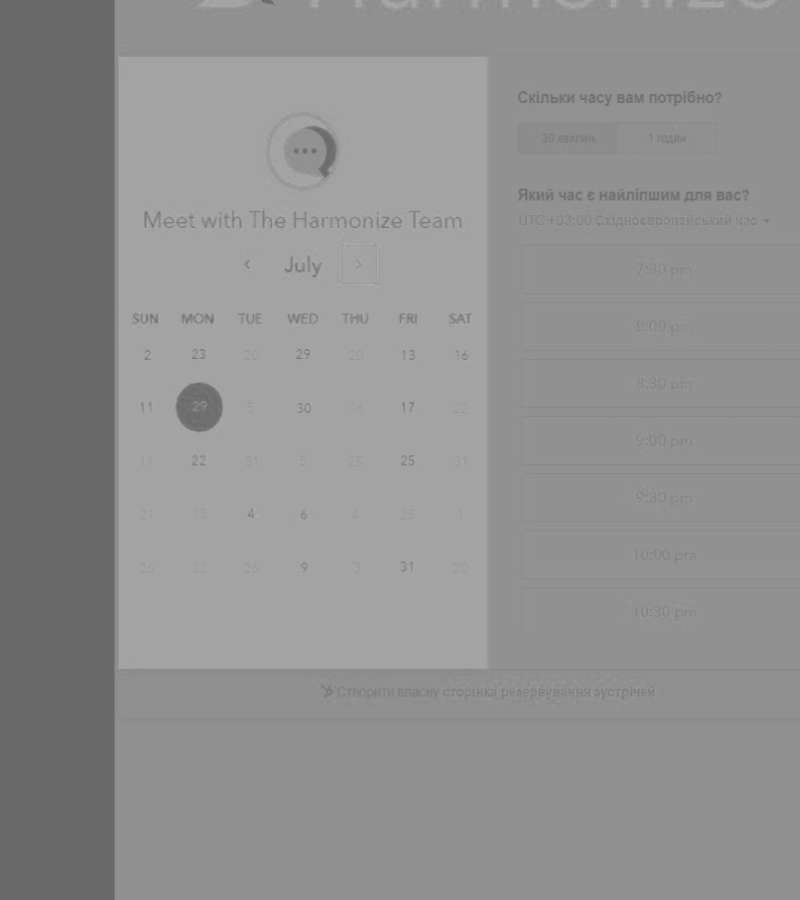 Harmonize
Meet with The Harmonize Team
July
SUN MON TUE WED THU FRI SAT
2 23 20 29 20 13 16
11 29 5 30 16 17 22
11 22 31 5 25 25 31
21 13 4 6 4 25 1
26 22 26 9 3 31 20
Скільки часу вам потрібно?
30 хвилин 1 годин
Який час є найліпшим для вас?
UTC +03:00 Східноєвропейський час
7:30 pm
8:00 pm
8:30 pm
9:00 pm
9:30 pm
10:00 pm
10:30 pm
Створити власну сторінка резервування зустрічей